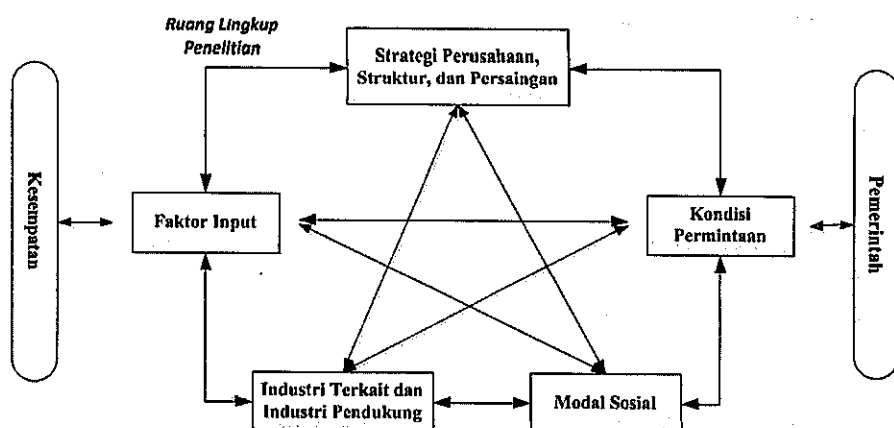 Ruang Lingkup
Penelitian
Strategi Perusahaan,
Struktur, dan Persaingan
Kesempatan
Faktor Input
Kondisi
Permintaan
Pemerintah
Industri Terkait dan
Industri Pendukung
Modal Sosial